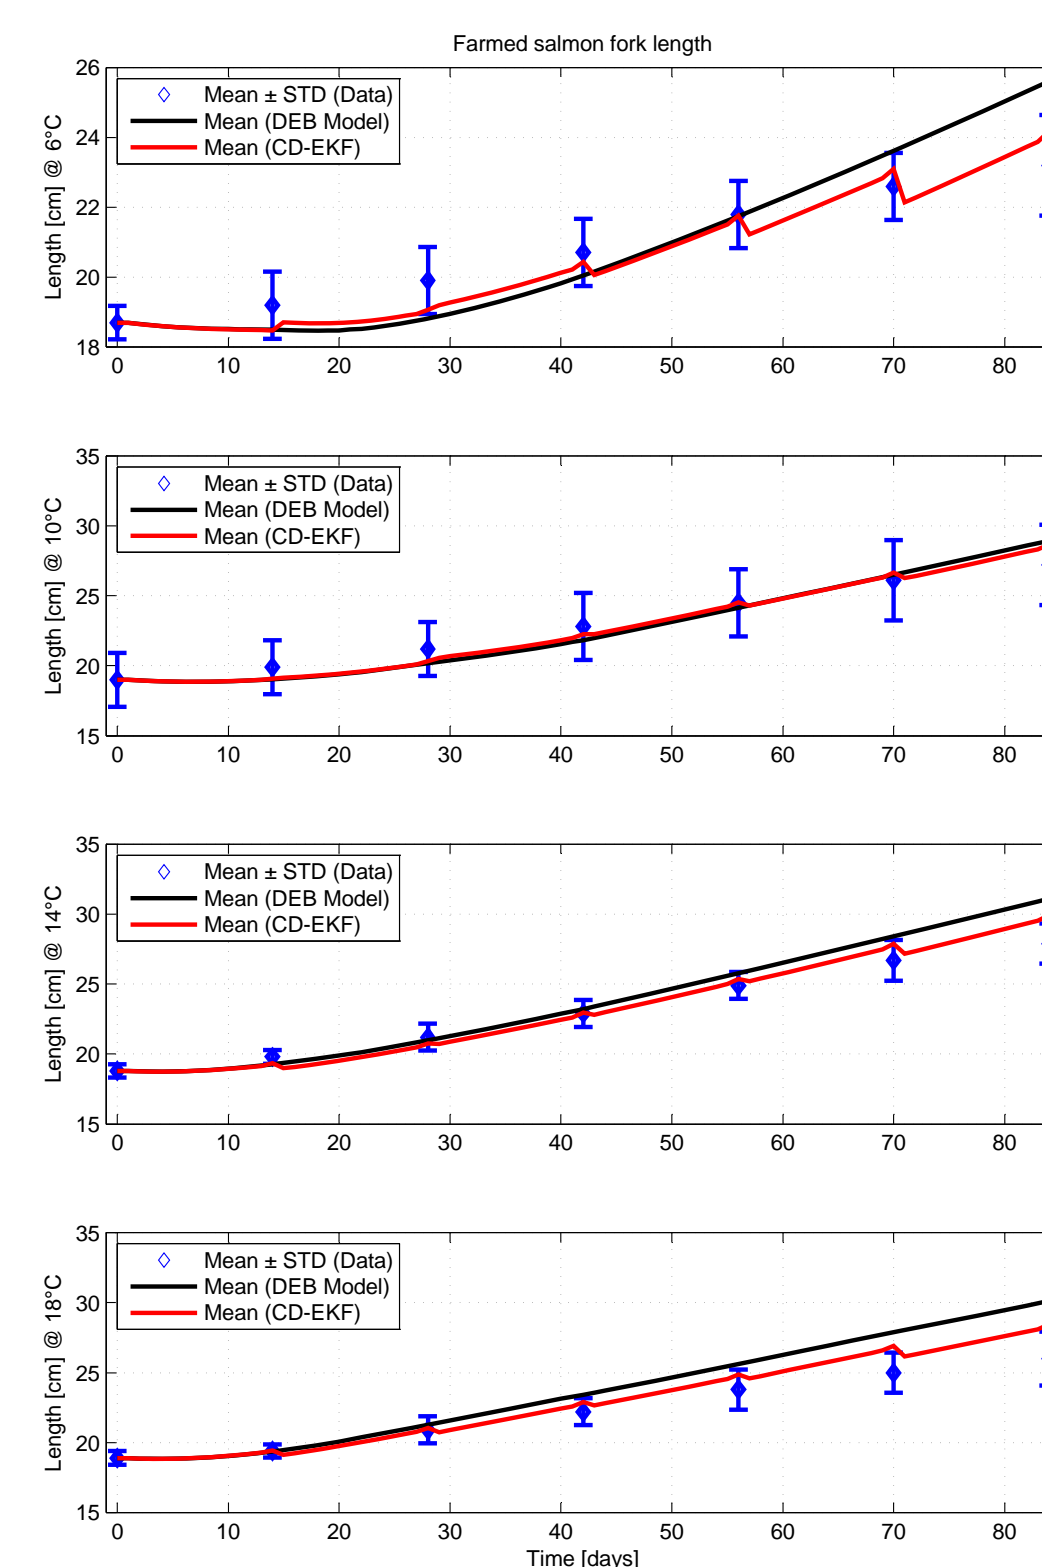 Farmed salmon fork length
Length [cm] @ 6°C
26
24
22
20
18
Mean ± STD (Data)
Mean (DEB Model)
Mean (CD-EKF)
0 10 20 30 40 50 60 70 80
Length [cm] @ 10°C
35
30
25
20
15
Mean ± STD (Data)
Mean (DEB Model)
Mean (CD-EKF)
0 10 20 30 40 50 60 70 80
Length [cm] @ 14°C
35
30
25
20
15
Mean ± STD (Data)
Mean (DEB Model)
Mean (CD-EKF)
0 10 20 30 40 50 60 70 80
Length [cm] @ 18°C
35
30
25
20
15
Mean ± STD (Data)
Mean (DEB Model)
Mean (CD-EKF)
0 10 20 30 40 50 60 70 80
Time [days]